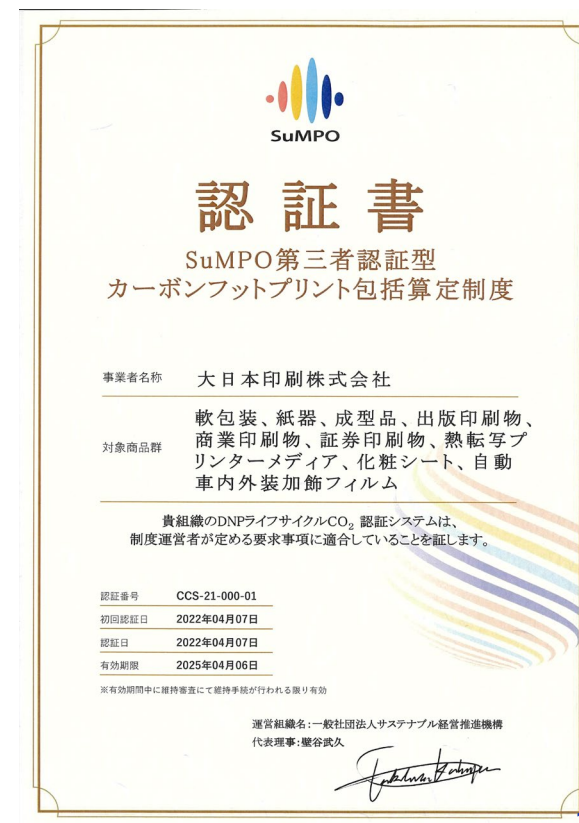 SuMPO
認証書
SuMPO第三者認証型
カーボンフットプリント包括算定制度
事業者名称 大日本印刷株式会社
対象商品群 軟包装、紙器、成型品、出版印刷物、
商業印刷物、証券印刷物、熱転写プ
リンターメディア、化粧シート、自動
車内外装加飾フィルム
貴組織のDNPライフサイクルCO₂ 認証システムは、
制度運営者が定める要求事項に適合していることを証します。
認証番号 CCS-21-000-01
初回認証日 2022年04月07日
認証日 2022年04月07日
有効期限 2025年04月06日
※有効期間中に維持審査にて維持手続が行われる限り有効
運営組織名:一般社団法人サステナブル経営推進機構
代表理事:壁谷武久